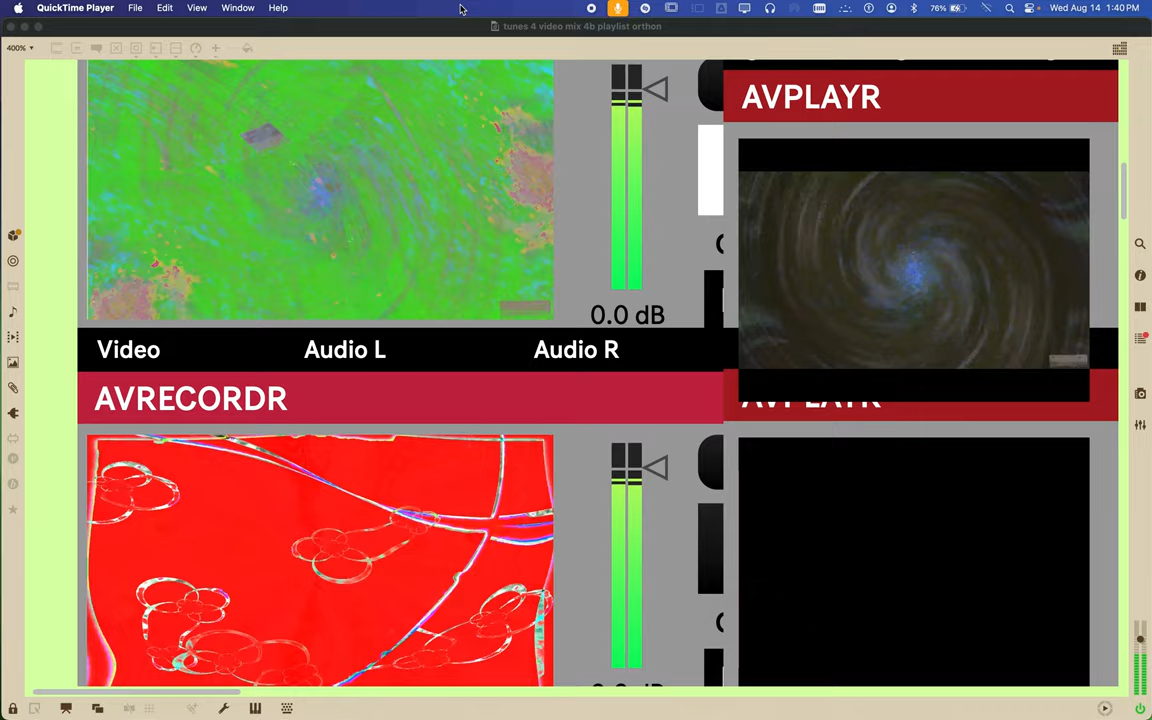 QuickTime Player File Edit View Window Help 76% Wed Aug 14 1:40 PM
tunes 4 video mix 4b playlist orthon
400%
AVPLAYR
0.0 dB
Video Audio L Audio R
AVRECORDR